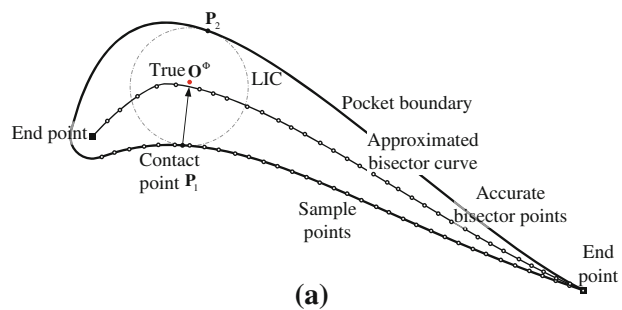 P₂
True O^Φ
LIC
Pocket boundary
End point
Approximated
bisector curve
Contact
point P₁
Accurate
bisector points
Sample
points
End
point
(a)